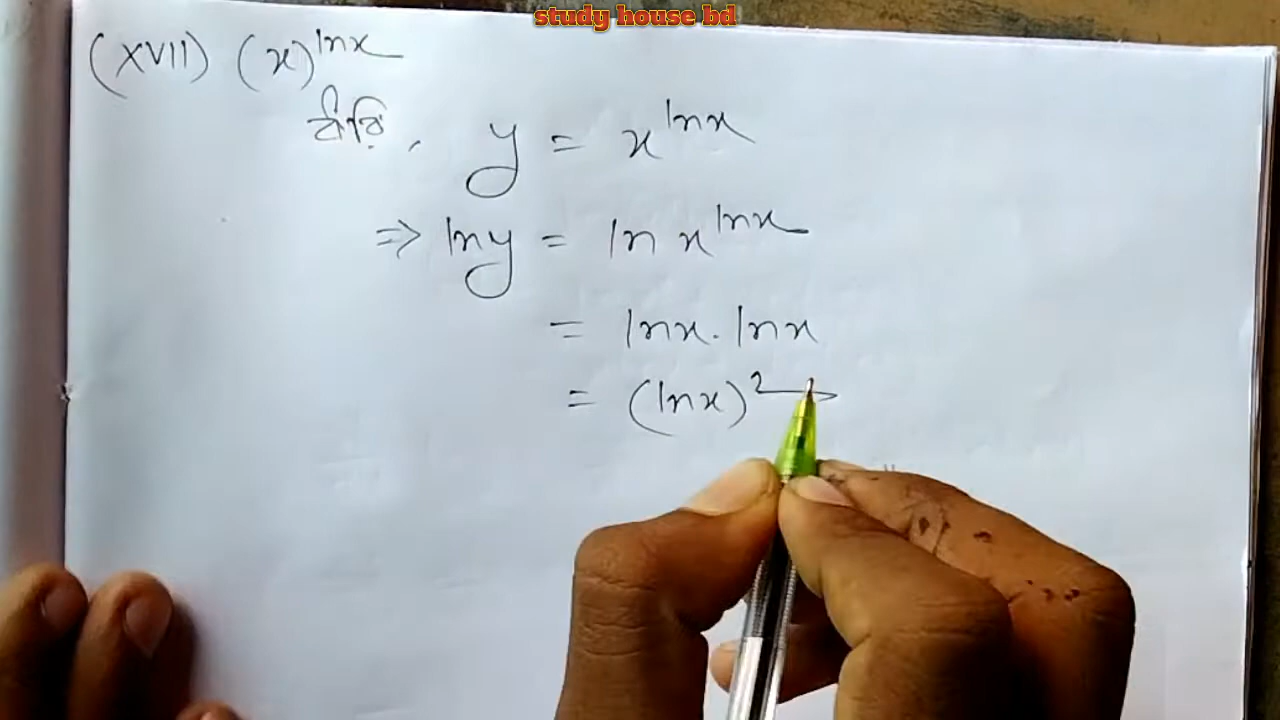 study house bd
(XVII) (x)^lnx
ধরি, y = x^lnx
⇒ lny = ln x^lnx
= lnx . lnx
= (lnx)^2